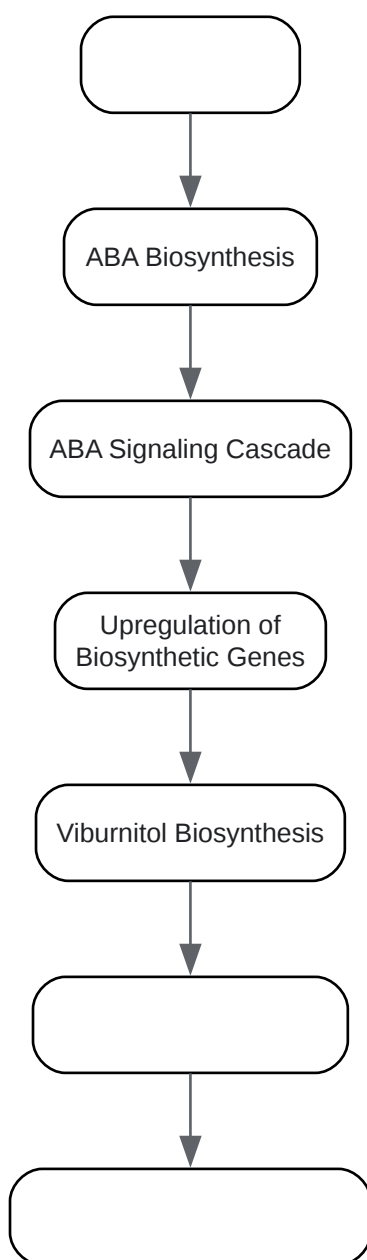 ABA Biosynthesis
ABA Signaling Cascade
Upregulation of
Biosynthetic Genes
Viburnitol Biosynthesis